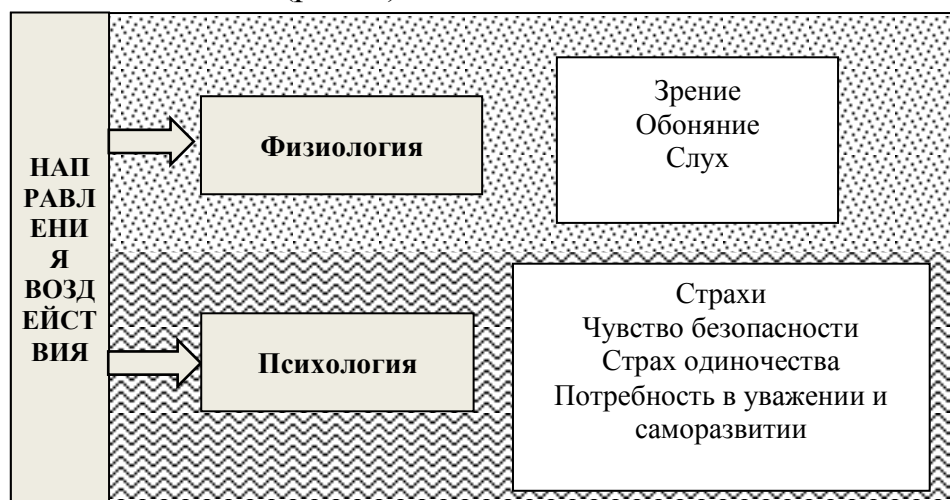 НАП
РАВЛ
ЕНИ
Я
ВОЗД
ЕЙСТ
ВИЯ
Физиология
Зрение
Обоняние
Слух
Психология
Страхи
Чувство безопасности
Страх одиночества
Потребность в уважении и
саморазвитии